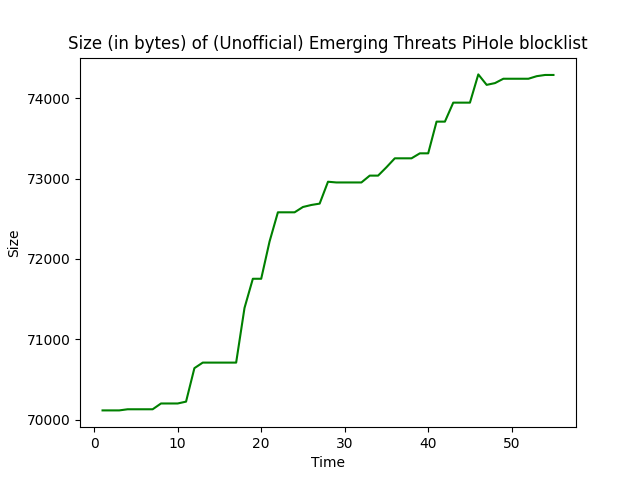 Size (in bytes) of (Unofficial) Emerging Threats PiHole blocklist
74000
73000
72000
71000
70000
Size
0 10 20 30 40 50
Time